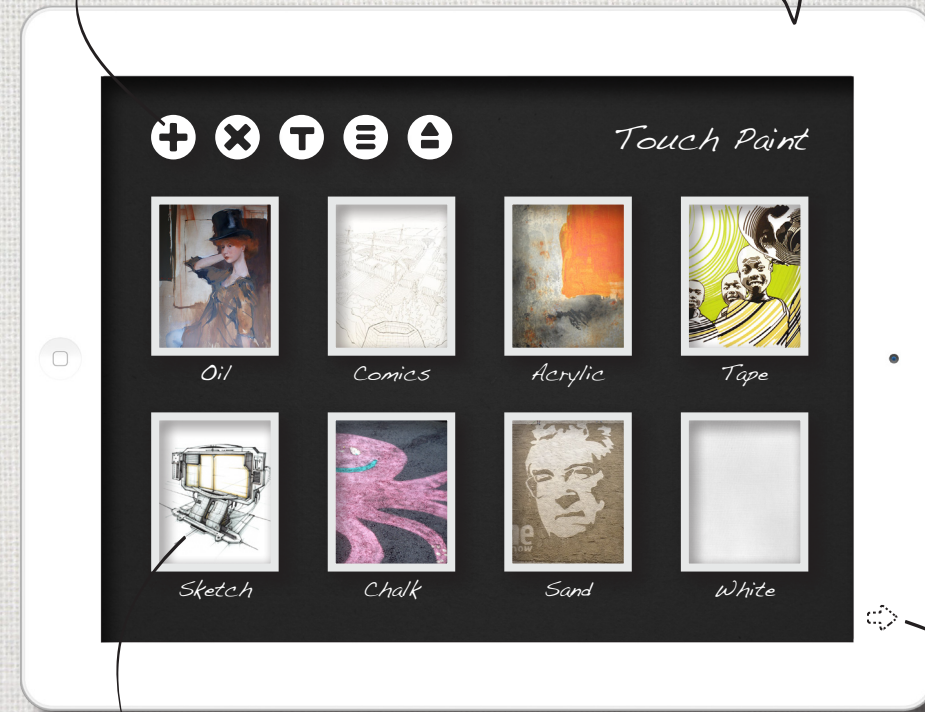 Touch Paint
Oil
Comics
Acrylic
Tape
Sketch
Chalk
Sand
White